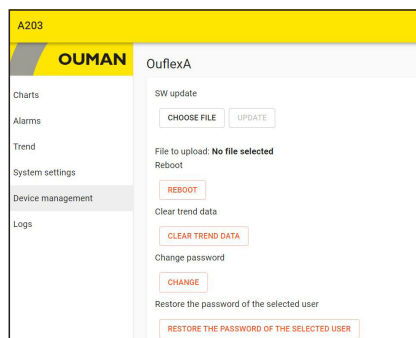 A203
OUMAN
OuflexA
Charts
Alarms
Trend
System settings
Device management
Logs
SW update
CHOOSE FILE UPDATE
File to upload: No file selected
Reboot
REBOOT
Clear trend data
CLEAR TREND DATA
Change password
CHANGE
Restore the password of the selected user
RESTORE THE PASSWORD OF THE SELECTED USER